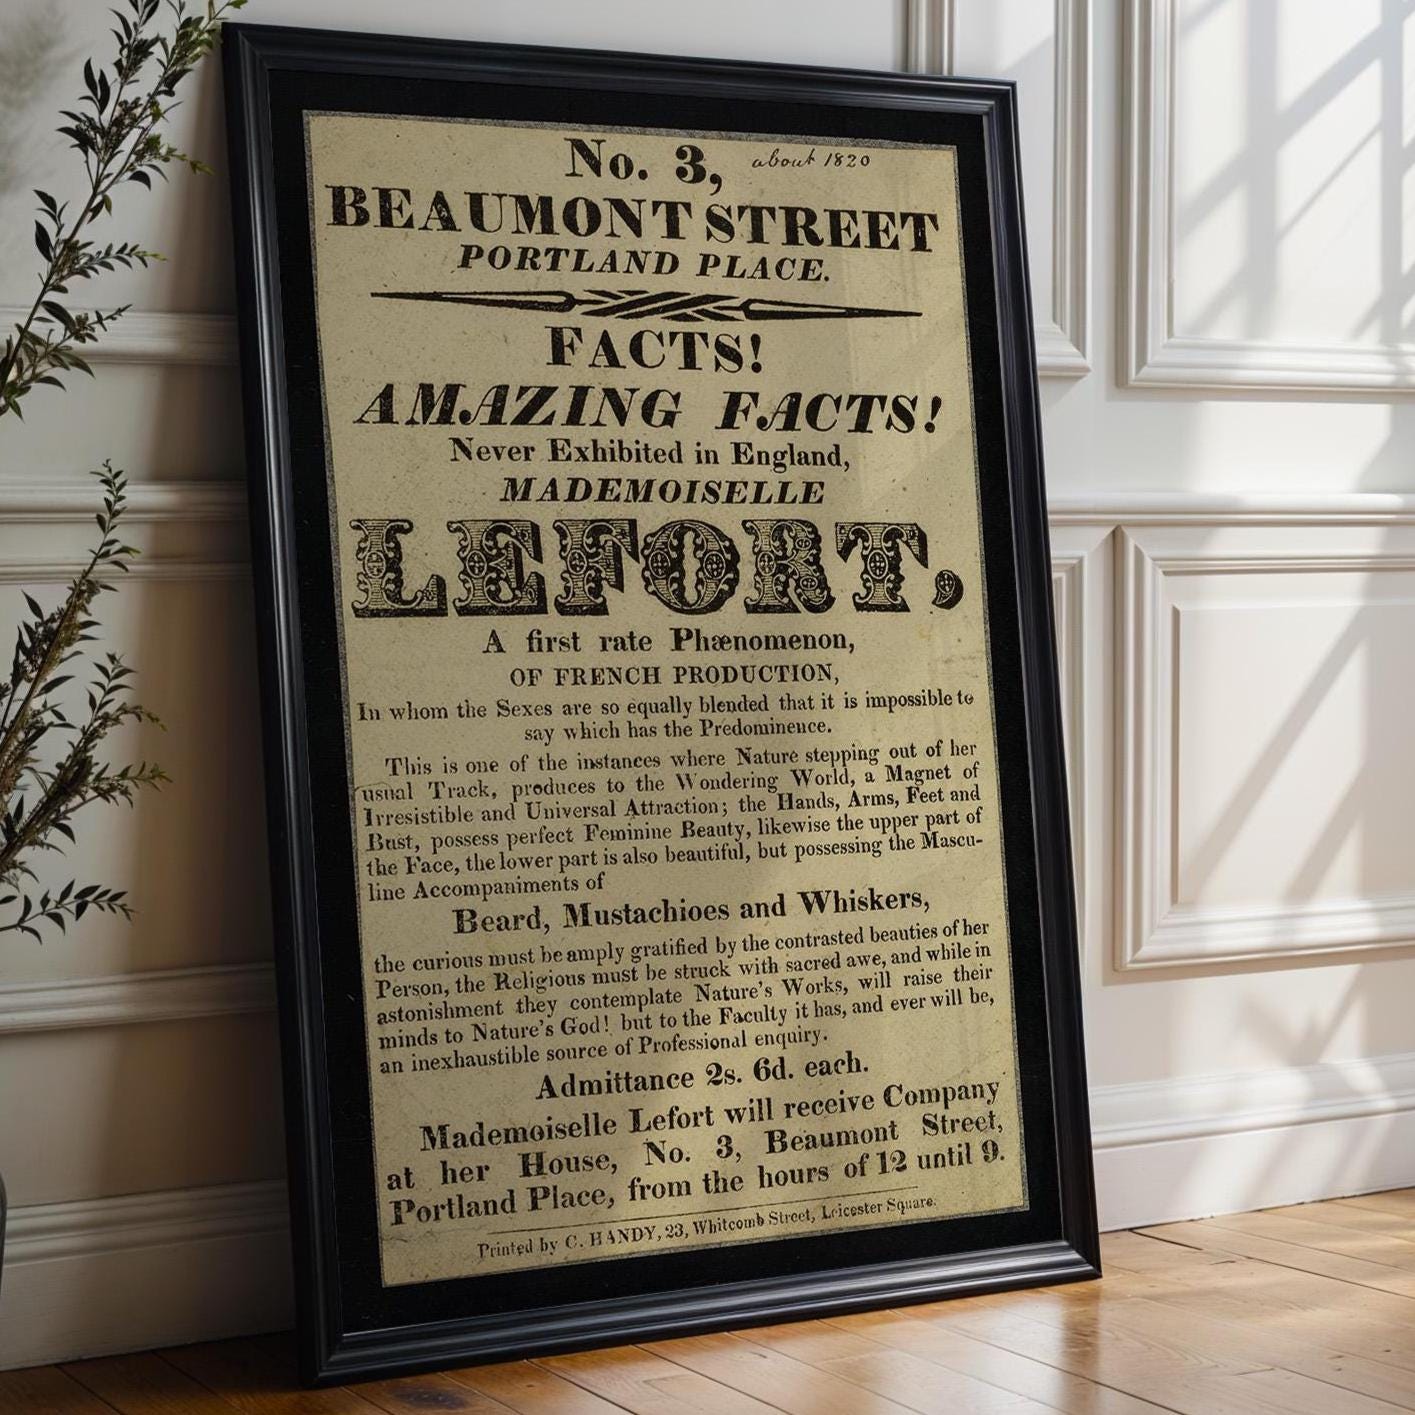 No. 3, about 1820
BEAUMONT STREET
PORTLAND PLACE.
FACTS!
AMAZING FACTS!
Never Exhibited in England,
MADEMOISELLE
LEFORT,
A first rate Phænomenon,
OF FRENCH PRODUCTION,
In whom the Sexes are so equally blended that it is impossible to
say which has the Predominence.
This is one of the instances where Nature stepping out of her
usual Track, produces to the Wondering World, a Magnet of
Irresistible and Universal Attraction; the Hands, Arms, Feet and
Bust, possess perfect Feminine Beauty, likewise the upper part of
the Face, the lower part is also beautiful, but possessing the Mascu-
line Accompaniments of
Beard, Mustachioes and Whiskers,
the curious must be amply gratified by the contrasted beauties of her
Person, the Religious must be struck with sacred awe, and while in
astonishment they contemplate Nature's Works, will raise their
minds to Nature's God! but to the Faculty it has, and ever will be,
an inexhaustible source of Professional enquiry.
Admittance 2s. 6d. each.
Mademoiselle Lefort will receive Company
at her House, No. 3, Beaumont Street,
Portland Place, from the hours of 12 until 9.
Printed by C. HANDY, 23, Whitcomb Street, Leicester Square.